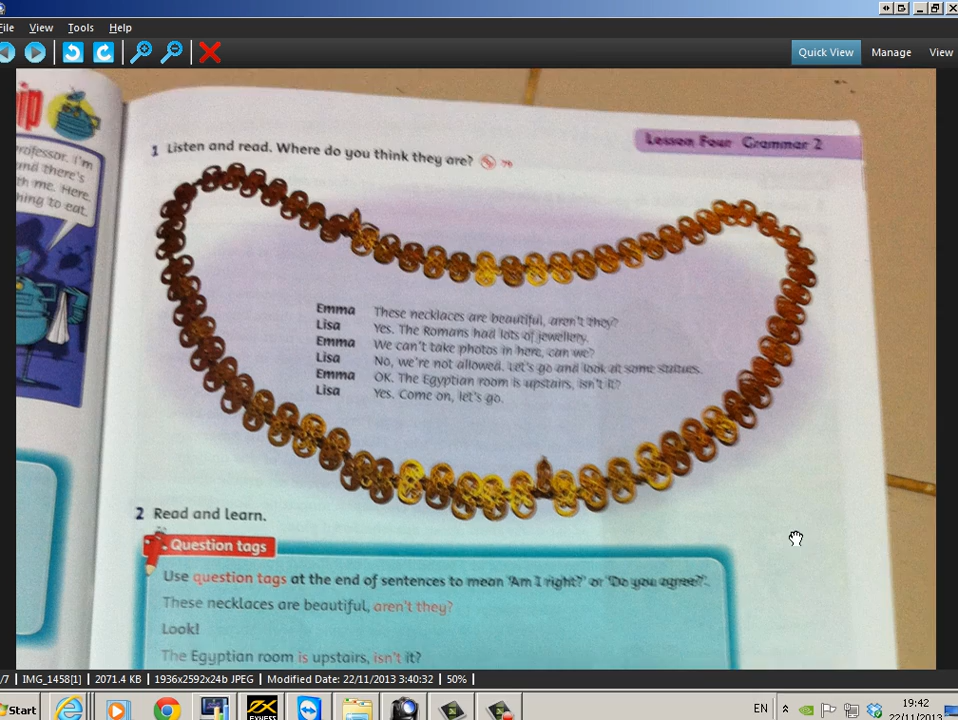 File View Tools Help
Quick View Manage View
Lesson Four Grammar 2
1 Listen and read. Where do you think they are? 76
rofessor. I'm
and there's
th me. Here,
hing to eat.
Emma These necklaces are beautiful, aren't they?
Lisa Yes. The Romans had lots of jewellery.
Emma We can't take photos in here, can we?
Lisa No, we're not allowed. Let's go and look at some statues.
Emma OK. The Egyptian room is upstairs, isn't it?
Lisa Yes. Come on, let's go.
2 Read and learn.
Question tags
Use question tags at the end of sentences to mean 'Am I right?' or 'Do you agree?'.
These necklaces are beautiful, aren't they?
Look!
The Egyptian room is upstairs, isn't it?
/7 IMG_1458[1] 2071.4 KB 1936x2592x24b JPEG Modified Date: 22/11/2013 3:40:32 50%
Start EXNESS EN 19:42
22/11/2013